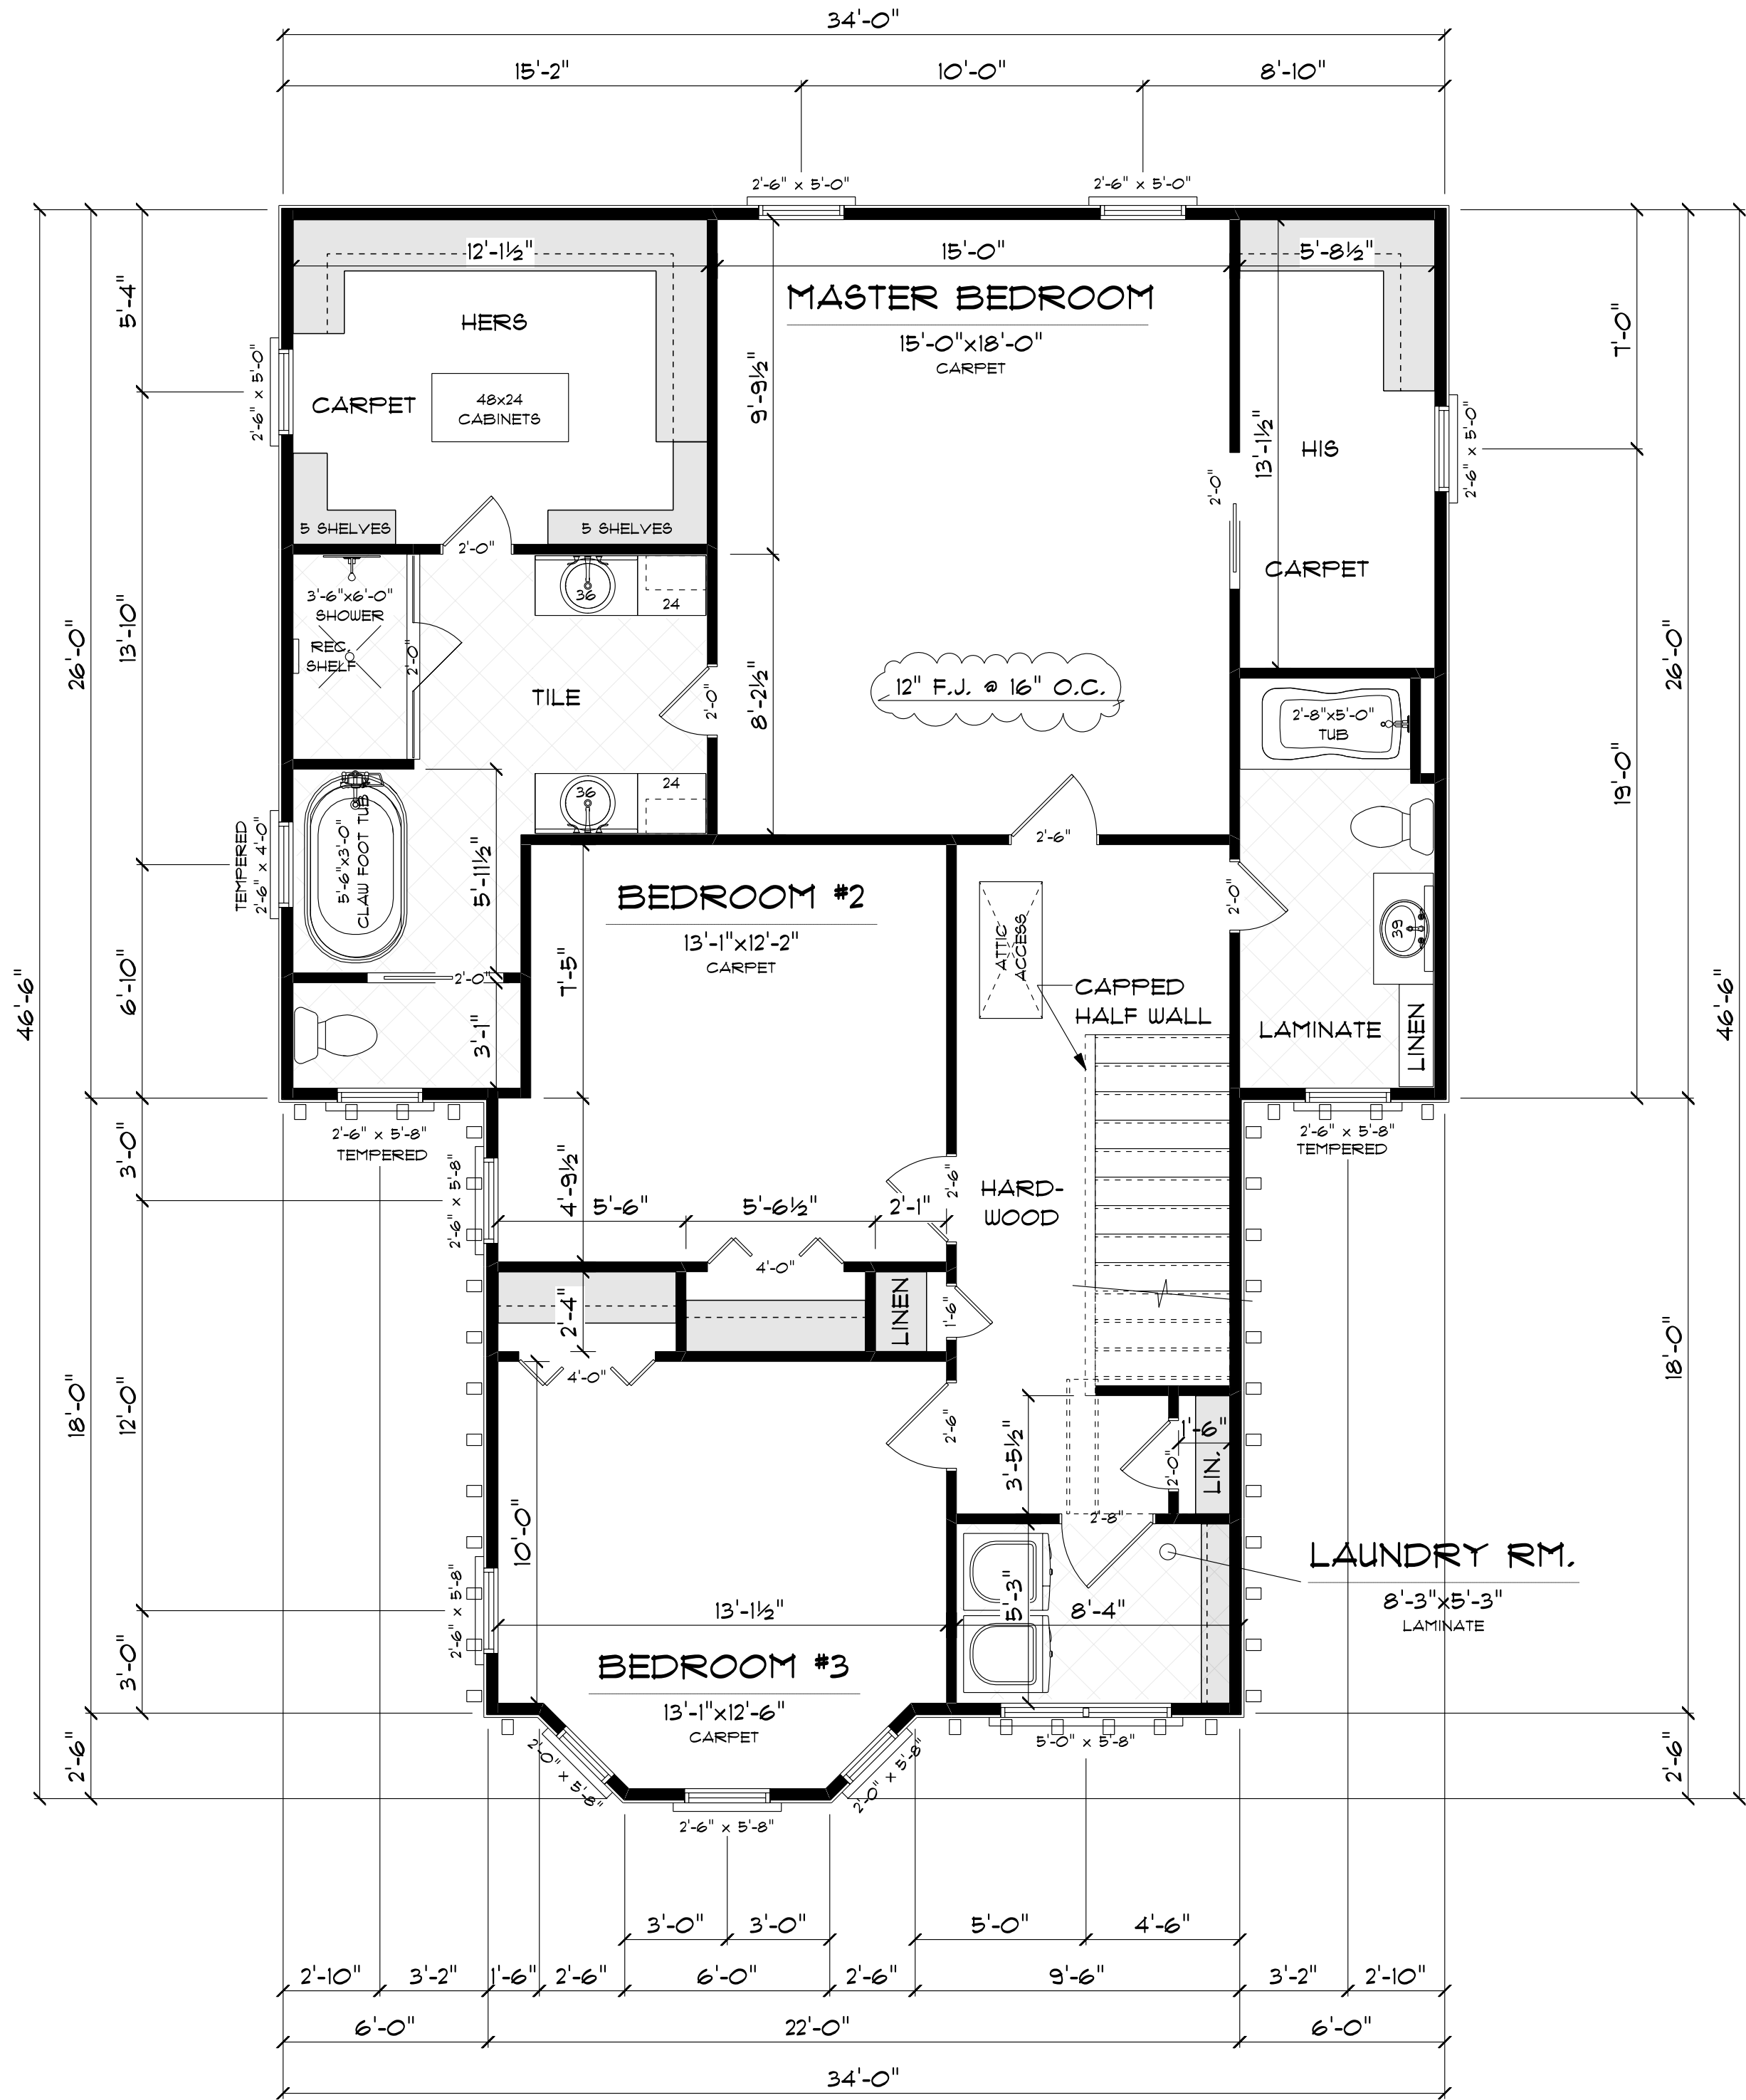 34'-0"
15'-2"
10'-0"
8'-10"
2'-6" x 5'-0"
2'-6" x 5'-0"
12'-1½"
15'-0"
5'-8½"
HERS
MASTER BEDROOM
15'-0"x18'-0"
CARPET
5'-4"
7'-0"
2'-6" x 5'-0"
CARPET
48x24
CABINETS
9'-9½"
13'-1½"
HIS
2'-6" x 5'-0"
2'-0"
5 SHELVES
5 SHELVES
2'-0"
CARPET
3'-6"x6'-0"
SHOWER
REC.
SHELF
2'-0"
36
24
13'-10"
26'-0"
26'-0"
TILE
2'-0"
8'-2½"
12" F.J. @ 16" O.C.
2'-8"x5'-0"
TUB
19'-0"
36
24
TEMPERED
2'-6" x 4'-0"
5'-6"x3'-0"
CLAW FOOT TUB
5'-11½"
2'-6"
BEDROOM #2
13'-1"x12'-2"
CARPET
ATTIC
ACCESS
2'-0"
39
7'-5"
6'-10"
46'-6"
46'-6"
2'-0"
CAPPED
HALF WALL
LAMINATE
LINEN
3'-1"
2'-6" x 5'-8"
TEMPERED
2'-6" x 5'-8"
TEMPERED
3'-0"
2'-6" x 5'-8"
4'-9½"
5'-6"
5'-6½"
2'-1"
2'-6"
HARD-
WOOD
4'-0"
2'-4"
LINEN
1'-6"
4'-0"
18'-0"
12'-0"
18'-0"
2'-6"
3'-5½"
1'-6"
2'-0"
LIN.
10'-0"
2'-8"
LAUNDRY RM.
8'-3"x5'-3"
LAMINATE
2'-6" x 5'-8"
13'-1½"
5'-3"
8'-4"
3'-0"
BEDROOM #3
13'-1"x12'-6"
CARPET
2'-6"
2'-0" x 5'-8"
2'-0" x 5'-8"
5'-0" x 5'-8"
2'-6"
2'-6" x 5'-8"
3'-0"
3'-0"
5'-0"
4'-6"
2'-10"
3'-2"
1'-6"
2'-6"
6'-0"
2'-6"
9'-6"
3'-2"
2'-10"
6'-0"
22'-0"
6'-0"
34'-0"